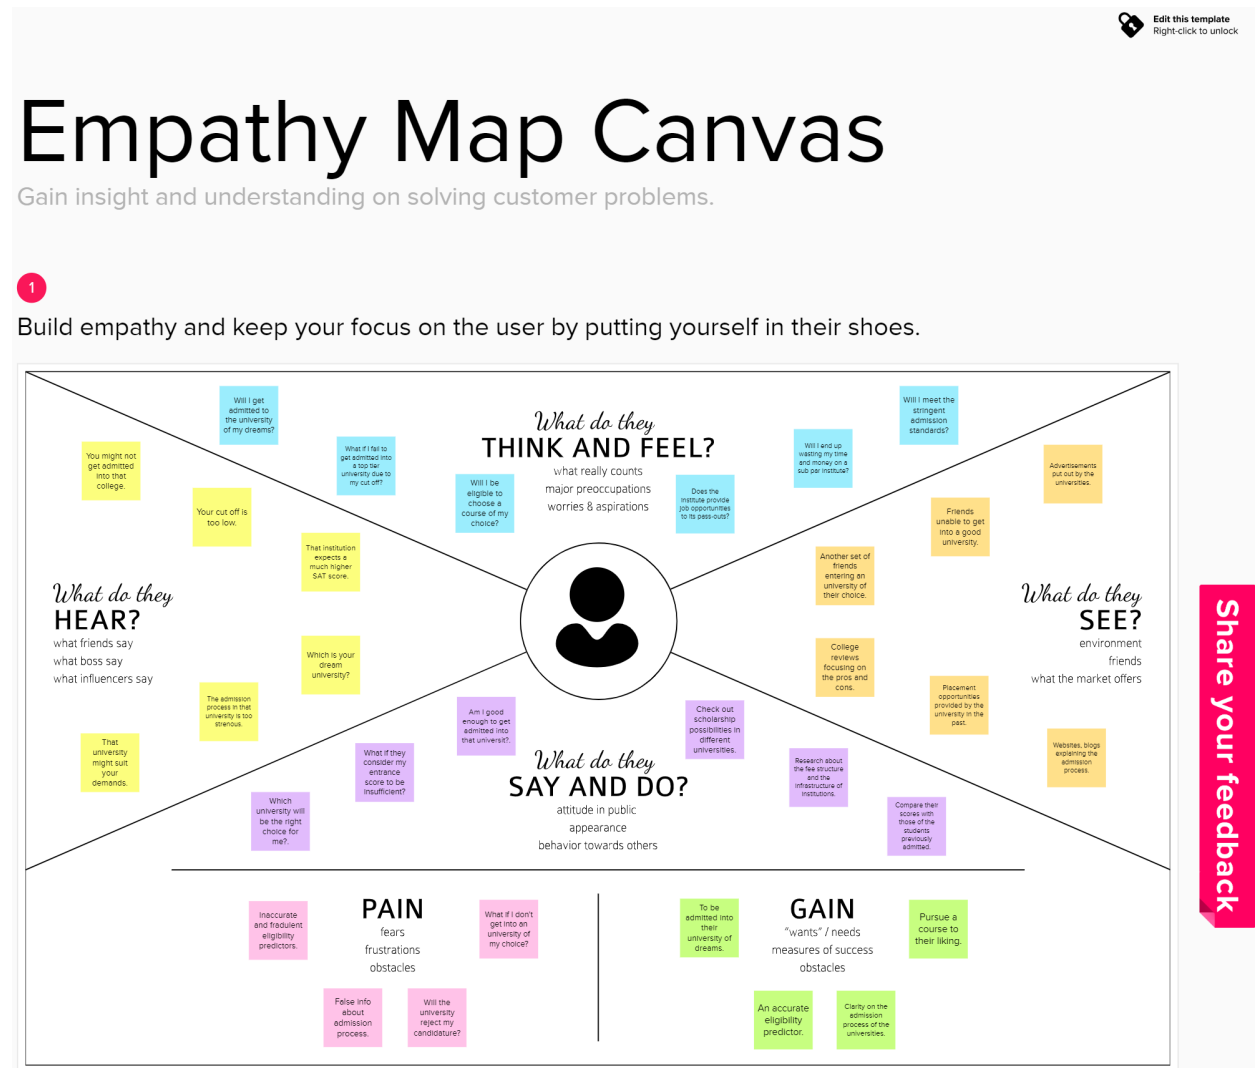 Edit this template
Right-click to unlock
Empathy Map Canvas
Gain insight and understanding on solving customer problems.
1
Build empathy and keep your focus on the user by putting yourself in their shoes.
What do they
THINK AND FEEL?
what really counts
major preoccupations
worries & aspirations
Will I get
admitted to
the university
of my dreams?
What if I fail to
get admitted into
a top tier
university due to
my cut off?
Will I be
eligible to
choose a
course of my
choice?
Does the
institute provide
job opportunities
to its pass-outs?
Will I end up
wasting my time
and money on a
sub par institute?
Will I meet the
stringent
admission
standards?
What do they
HEAR?
what friends say
what boss say
what influencers say
You might not
get admitted
into that
college.
Your cut off is
too low.
That institution
expects a
much higher
SAT score.
Which is your
dream
university?
The admission
process in that
university is too
strenous.
That
university
might suit
your
demands.
What do they
SEE?
environment
friends
what the market offers
Advertisements
put out by the
universities.
Friends
unable to get
into a good
university.
Another set of
friends
entering an
university of
their choice.
College
reviews
focusing on
the pros and
cons.
Placement
opportunities
provided by the
university in the
past.
Websites, blogs
explaining the
admission
process.
What do they
SAY AND DO?
attitude in public
appearance
behavior towards others
Am I good
enough to get
admitted into
that universit?.
What if they
consider my
entrance
score to be
insufficient?
Which
university will
be the right
choice for
me?.
Check out
scholarship
possibilities in
different
universities.
Research about
the fee structure
and the
infrastructure of
institutions.
Compare their
scores with
those of the
students
previously
admitted.
PAIN
fears
frustrations
obstacles
Inaccurate
and fradulent
eligibility
predictors.
What if I don't
get into an
university of
my choice?
False info
about
admission
process.
Will the
university
reject my
candidature?
GAIN
"wants" / needs
measures of success
obstacles
To be
admitted into
their
university of
dreams.
Pursue a
course to
their liking.
An accurate
eligibility
predictor.
Clarity on the
admission
process of the
universities.
Share your feedback